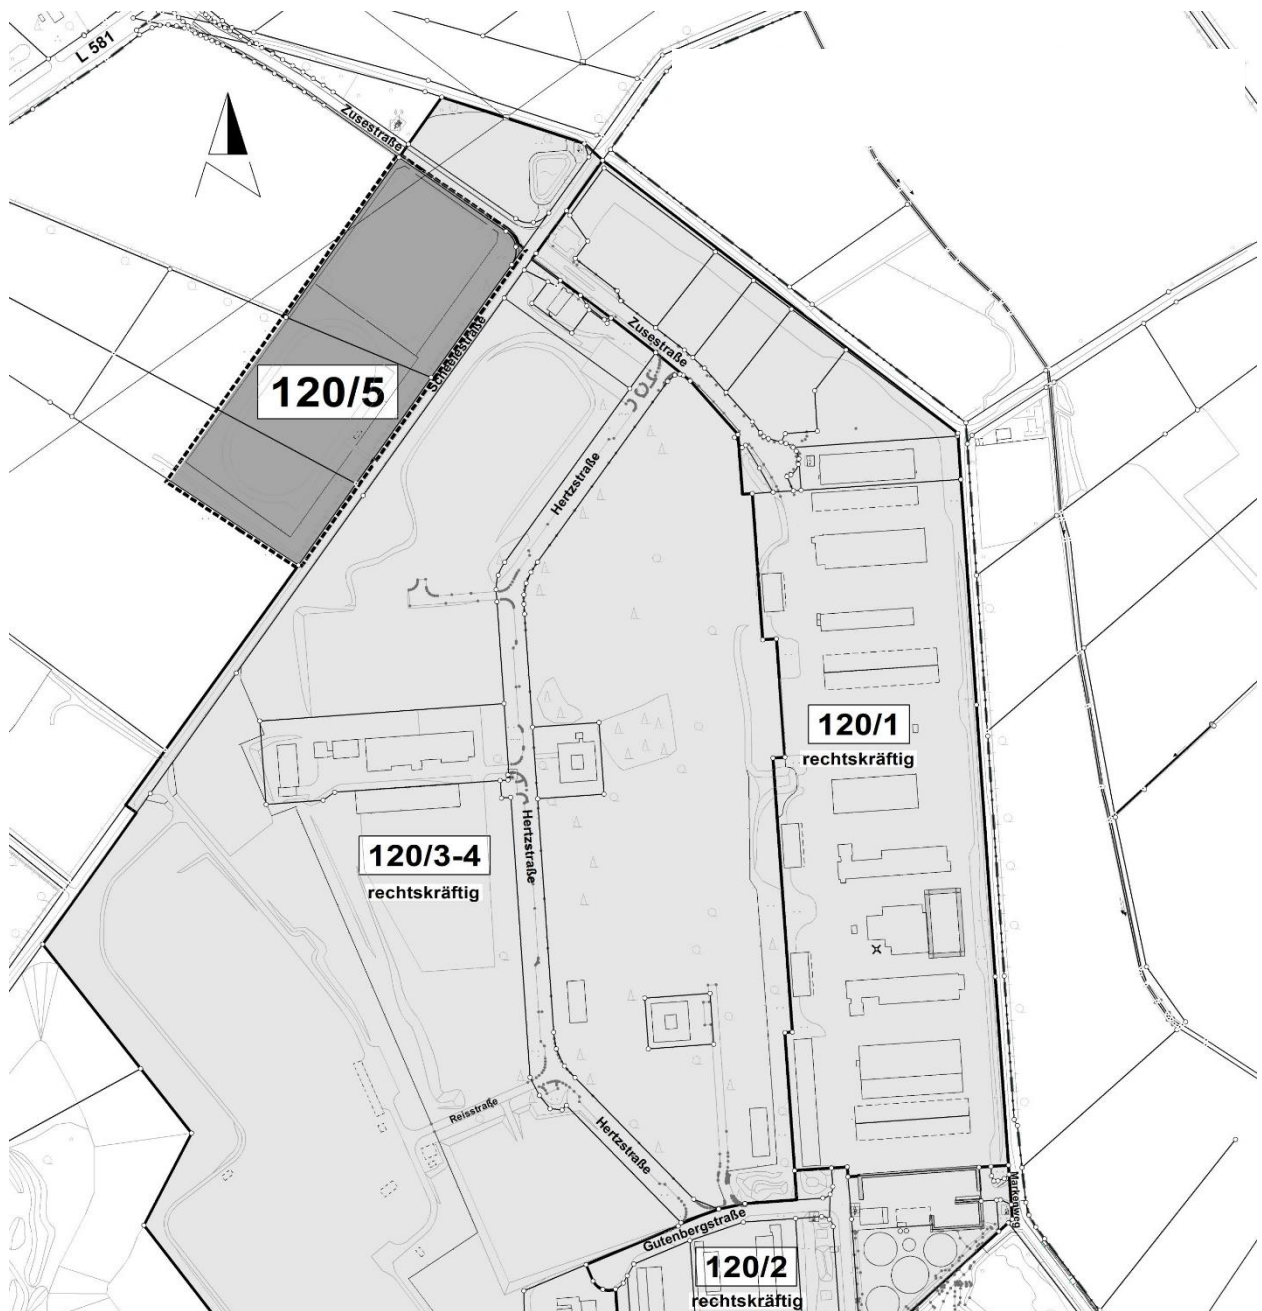 L 581
Zusestraße
Scheelestraße
120/5
Zusestraße
Hertzstraße
120/1
rechtskräftig
Hertzstraße
120/3-4
rechtskräftig
Reisstraße
Hertzstraße
Markenweg
Gutenbergstraße
120/2
rechtskräftig